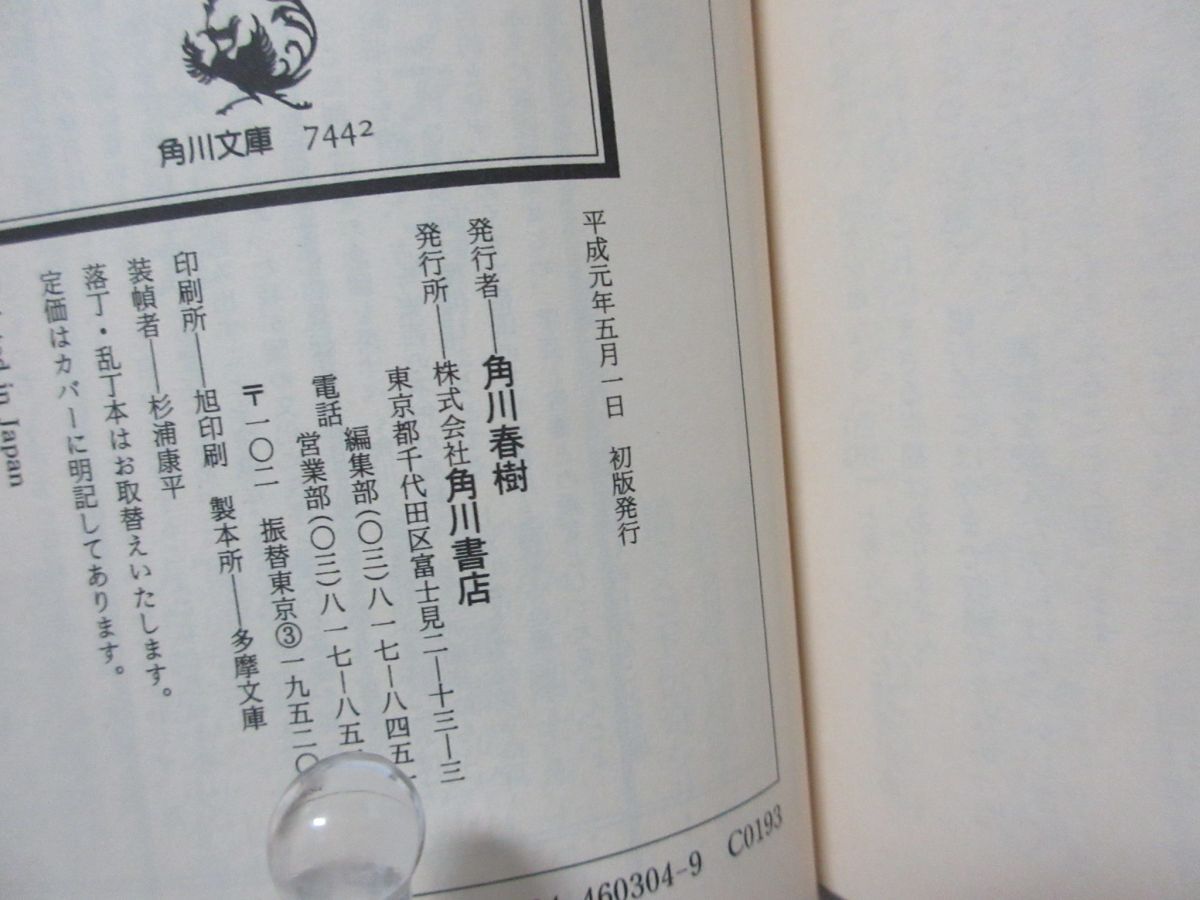 角川文庫 7442
平成元年五月一日 初版発行
発行者――角川春樹
発行所――株式会社角川書店
東京都千代田区富士見二―十三―三
電話 編集部(〇三)八一七―八四五一
営業部(〇三)八一七―八五
〒一〇二 振替東京③一九五二〇
印刷所――旭印刷 製本所――多摩文庫
装幀者――杉浦康平
落丁・乱丁本はお取替えいたします。
定価はカバーに明記してあります。
in Japan
460304-9 C0193